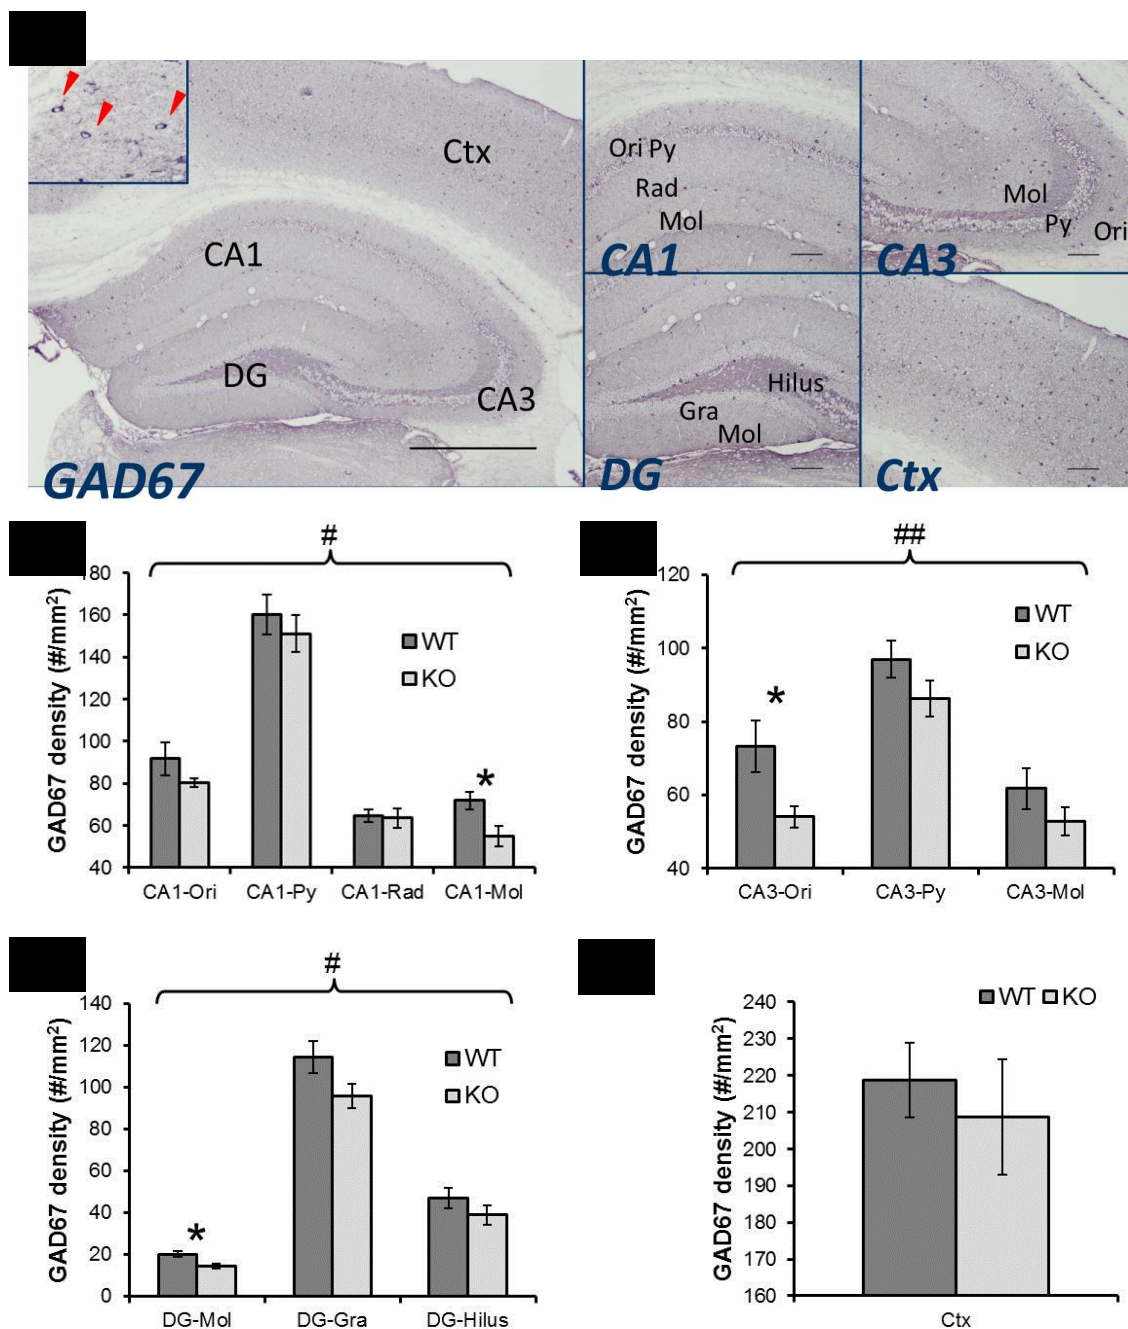 Ctx
CA1
DG
CA3
GAD67
Ori Py
Rad
Mol
CA1
Mol
Py
Ori
CA3
Hilus
Gra
Mol
DG
Ctx
#
GAD67 density (#/mm²)
180
160
140
120
100
80
60
40
WT
KO
*
CA1-Ori CA1-Py CA1-Rad CA1-Mol
##
GAD67 density (#/mm²)
120
100
80
60
40
WT
KO
*
CA3-Ori CA3-Py CA3-Mol
#
GAD67 density (#/mm²)
140
120
100
80
60
40
20
0
WT
KO
*
DG-Mol DG-Gra DG-Hilus
GAD67 density (#/mm²)
240
230
220
210
200
190
180
170
160
WT KO
Ctx